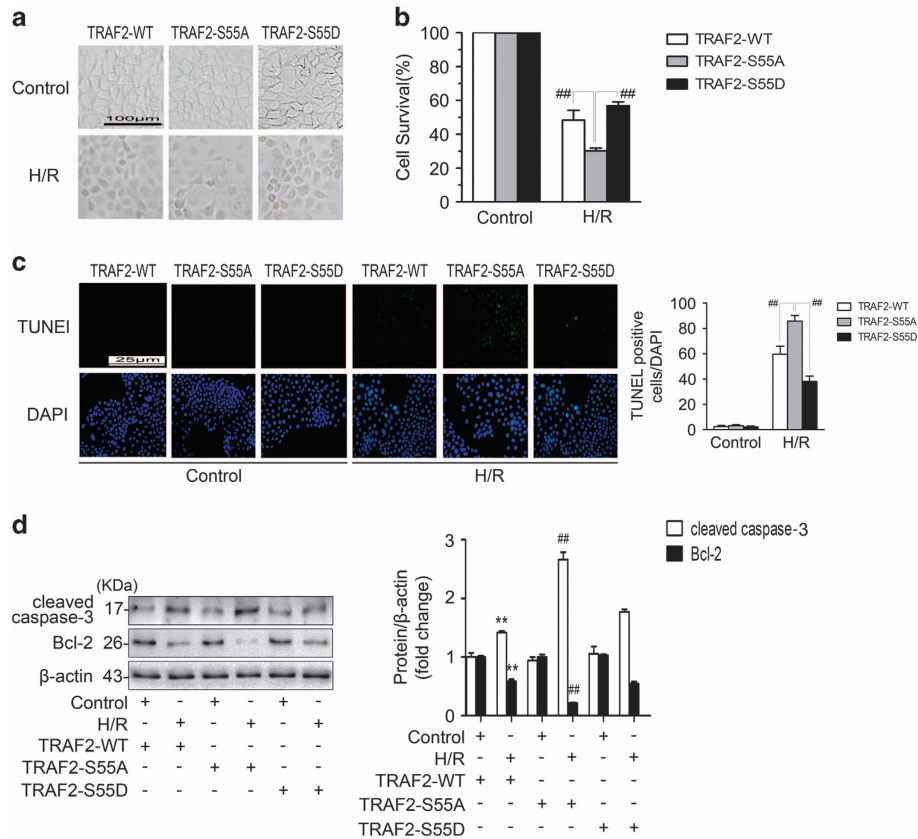 a
TRAF2-WT TRAF2-S55A TRAF2-S55D
Control
100μm
H/R
b
Cell Survival(%)
100
80
60
40
20
0
## ##
Control H/R
TRAF2-WT
TRAF2-S55A
TRAF2-S55D
c
TRAF2-WT TRAF2-S55A TRAF2-S55D TRAF2-WT TRAF2-S55A TRAF2-S55D
TUNEl
25μm
DAPI
Control H/R
TUNEL positive
cells/DAPI
100
80
60
40
20
0
## ##
Control H/R
TRAF2-WT
TRAF2-S55A
TRAF2-S55D
d
(KDa)
cleaved
caspase-3 17
Bcl-2 26
β-actin 43
Control + - + - + -
H/R - + - + - +
TRAF2-WT + + - - - -
TRAF2-S55A - - + + - -
TRAF2-S55D - - - - + +
cleaved caspase-3
Bcl-2
Protein/β-actin
(fold change)
3
2
1
0
** ** ## ##
Control + - + - + -
H/R - + - + - +
TRAF2-WT + + - - - -
TRAF2-S55A - - + + - -
TRAF2-S55D - - - - + +